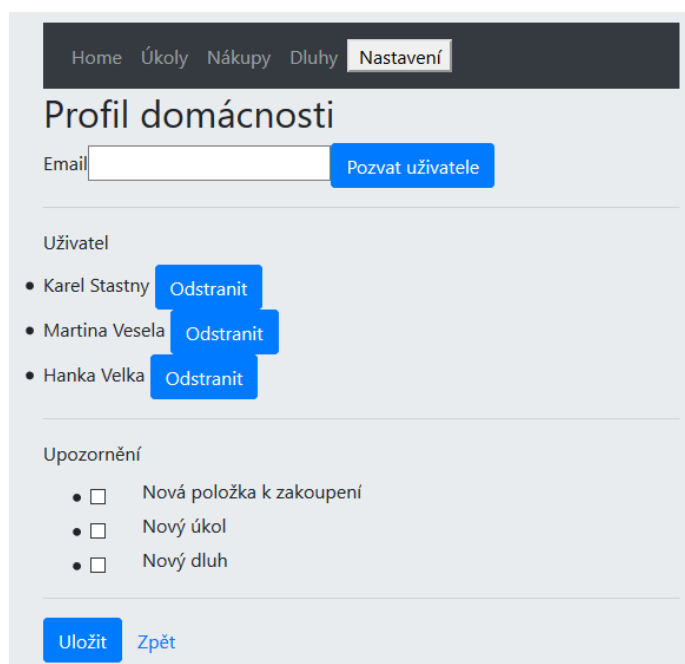 Home Úkoly Nákupy Dluhy Nastavení
Profil domácnosti
Email Pozvat uživatele
Uživatel
Karel Stastny Odstranit
Martina Vesela Odstranit
Hanka Velka Odstranit
Upozornění
Nová položka k zakoupení
Nový úkol
Nový dluh
Uložit Zpět